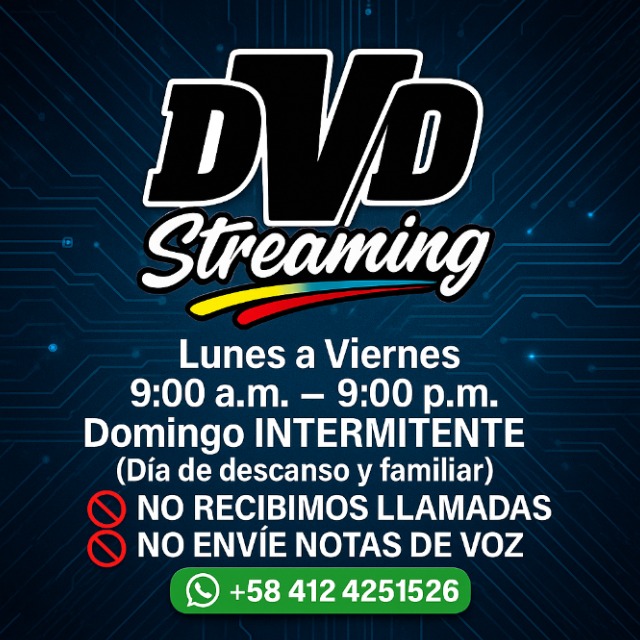 DVD
Streaming
Lunes a Viernes
9:00 a.m. – 9:00 p.m.
Domingo INTERMITENTE
(Día de descanso y familiar)
NO RECIBIMOS LLAMADAS
NO ENVÍE NOTAS DE VOZ
+58 412 4251526